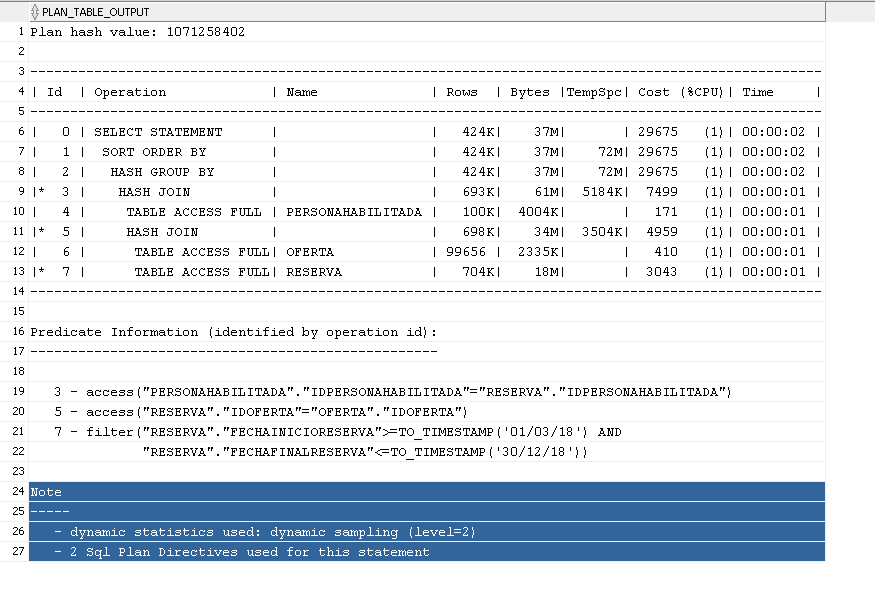 PLAN_TABLE_OUTPUT
1 Plan hash value: 1071258402
2
3 ---------------------------------------------------------------------------------------------------
4 | Id  | Operation             | Name              | Rows  | Bytes |TempSpc| Cost (%CPU)| Time     |
5 ---------------------------------------------------------------------------------------------------
6 |   0 | SELECT STATEMENT      |                   |   424K|    37M|       | 29675   (1)| 00:00:02 |
7 |   1 |  SORT ORDER BY        |                   |   424K|    37M|    72M| 29675   (1)| 00:00:02 |
8 |   2 |   HASH GROUP BY       |                   |   424K|    37M|    72M| 29675   (1)| 00:00:02 |
9 |*  3 |    HASH JOIN          |                   |   693K|    61M|  5184K|  7499   (1)| 00:00:01 |
10 |   4 |     TABLE ACCESS FULL | PERSONAHABILITADA |   100K|  4004K|       |   171   (1)| 00:00:01 |
11 |*  5 |     HASH JOIN         |                   |   698K|    34M|  3504K|  4959   (1)| 00:00:01 |
12 |   6 |      TABLE ACCESS FULL| OFERTA            | 99656 |  2335K|       |   410   (1)| 00:00:01 |
13 |*  7 |      TABLE ACCESS FULL| RESERVA           |   704K|    18M|       |  3043   (1)| 00:00:01 |
14 ---------------------------------------------------------------------------------------------------
15
16 Predicate Information (identified by operation id):
17 ---------------------------------------------------
18
19    3 - access("PERSONAHABILITADA"."IDPERSONAHABILITADA"="RESERVA"."IDPERSONAHABILITADA")
20    5 - access("RESERVA"."IDOFERTA"="OFERTA"."IDOFERTA")
21    7 - filter("RESERVA"."FECHAINICIORESERVA">=TO_TIMESTAMP('01/03/18') AND
22               "RESERVA"."FECHAFINALRESERVA"<=TO_TIMESTAMP('30/12/18'))
23
24 Note
25 -----
26    - dynamic statistics used: dynamic sampling (level=2)
27    - 2 Sql Plan Directives used for this statement